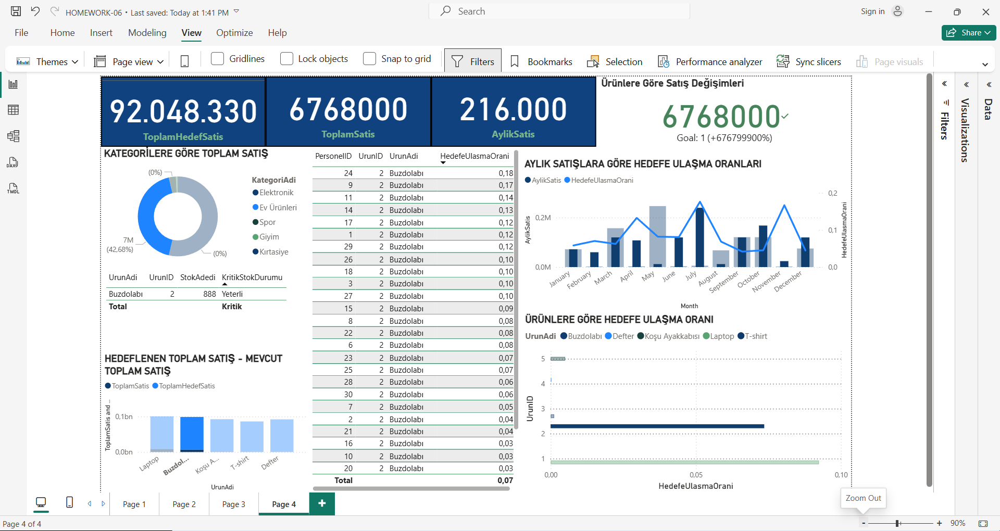 HOMEWORK-06 • Last saved: Today at 1:41 PM
Search
Sign in
File Home Insert Modeling View Optimize Help
Share
Themes Page view Gridlines Lock objects Snap to grid Filters Bookmarks Selection Performance analyzer Sync slicers Page visuals
DAX
TMDL
92.048.330
ToplamHedefSatis
6768000
ToplamSatis
216.000
AylikSatis
Ürünlere Göre Satış Değişimleri
6768000
Goal: 1 (+676799900%)
KATEGORİLERE GÖRE TOPLAM SATIŞ
(0%)
7M
(42,68%)
(0%)
KategoriAdi
Elektronik
Ev Ürünleri
Spor
Giyim
Kırtasiye
UrunAdi UrunID StokAdedi KritikStokDurumu
Buzdolabı 2 888 Yeterli
Total Kritik
HEDEFLENEN TOPLAM SATIŞ - MEVCUT
TOPLAM SATIŞ
ToplamSatis ToplamHedefSatis
ToplamSatis and ...
0,1bn
0,0bn
Laptop Buzdol... Koşu A... T-shirt Defter
UrunAdi
PersonelID UrunID UrunAdi HedefeUlasmaOrani
24 2 Buzdolabı 0,18
9 2 Buzdolabı 0,17
11 2 Buzdolabı 0,14
14 2 Buzdolabı 0,13
17 2 Buzdolabı 0,12
1 2 Buzdolabı 0,12
29 2 Buzdolabı 0,12
26 2 Buzdolabı 0,10
18 2 Buzdolabı 0,10
3 2 Buzdolabı 0,10
27 2 Buzdolabı 0,10
15 2 Buzdolabı 0,09
8 2 Buzdolabı 0,08
22 2 Buzdolabı 0,08
6 2 Buzdolabı 0,08
23 2 Buzdolabı 0,07
25 2 Buzdolabı 0,07
28 2 Buzdolabı 0,06
30 2 Buzdolabı 0,06
7 2 Buzdolabı 0,05
2 2 Buzdolabı 0,04
21 2 Buzdolabı 0,04
16 2 Buzdolabı 0,03
10 2 Buzdolabı 0,03
20 2 Buzdolabı 0,03
Total 0,07
AYLIK SATIŞLARA GÖRE HEDEFE ULAŞMA ORANLARI
AylikSatis HedefeUlasmaOrani
AylikSatis
0,2M
0,0M
0,2
0,1
0,0
HedefeUlasmaOrani
January February March April May June July August September October November December
Month
ÜRÜNLERE GÖRE HEDEFE ULAŞMA ORANI
UrunAdi Buzdolabı Defter Koşu Ayakkabısı Laptop T-shirt
UrunID
5
4
3
2
1
0,00 0,05 0,10
HedefeUlasmaOrani
Filters
Visualizations
Data
Page 1 Page 2 Page 3 Page 4 +
Zoom Out
Page 4 of 4
- + 90%